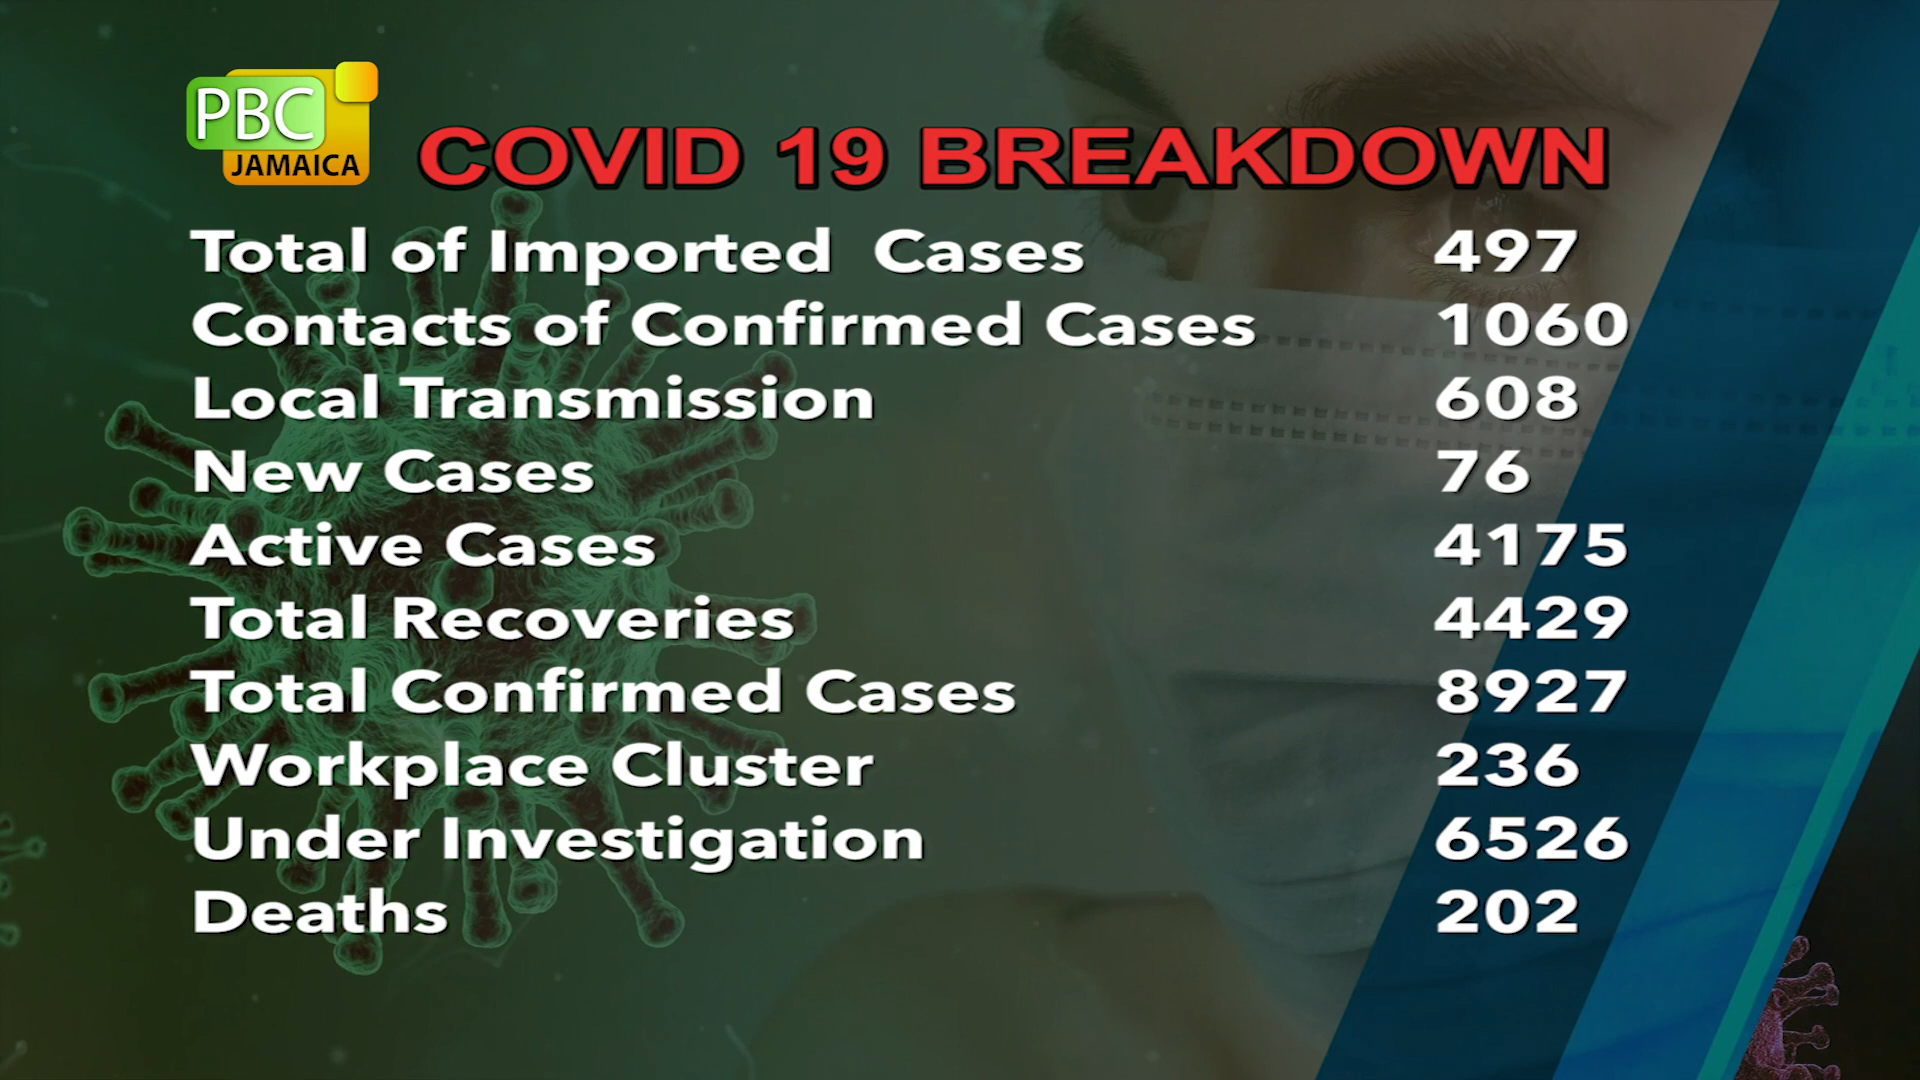 PBC
JAMAICA
COVID 19 BREAKDOWN
Total of Imported Cases 497
Contacts of Confirmed Cases 1060
Local Transmission 608
New Cases 76
Active Cases 4175
Total Recoveries 4429
Total Confirmed Cases 8927
Workplace Cluster 236
Under Investigation 6526
Deaths 202